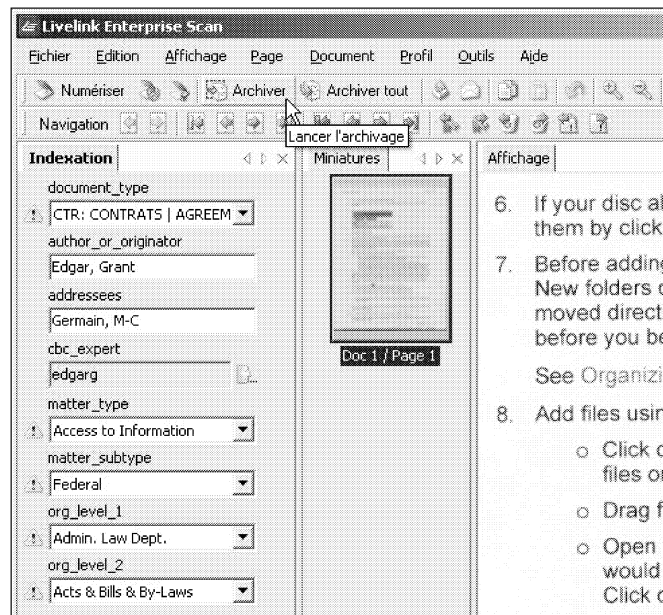 Livelink Enterprise Scan
Fichier Edition Affichage Page Document Profil Outils Aide
Numériser Archiver Archiver tout
Navigation
Lancer l'archivage
Indexation
document_type
CTR: CONTRATS | AGREEM
author_or_originator
Edgar, Grant
addressees
Germain, M-C
cbc_expert
edgarg
matter_type
Access to Information
matter_subtype
Federal
org_level_1
Admin. Law Dept.
org_level_2
Acts & Bills & By-Laws
Miniatures
Doc 1 / Page 1
Affichage
6. If your disc al
them by click
7. Before adding
New folders
moved direct
before you be
See Organizi
8. Add files usin
Click
files or
Drag f
Open
would
Click